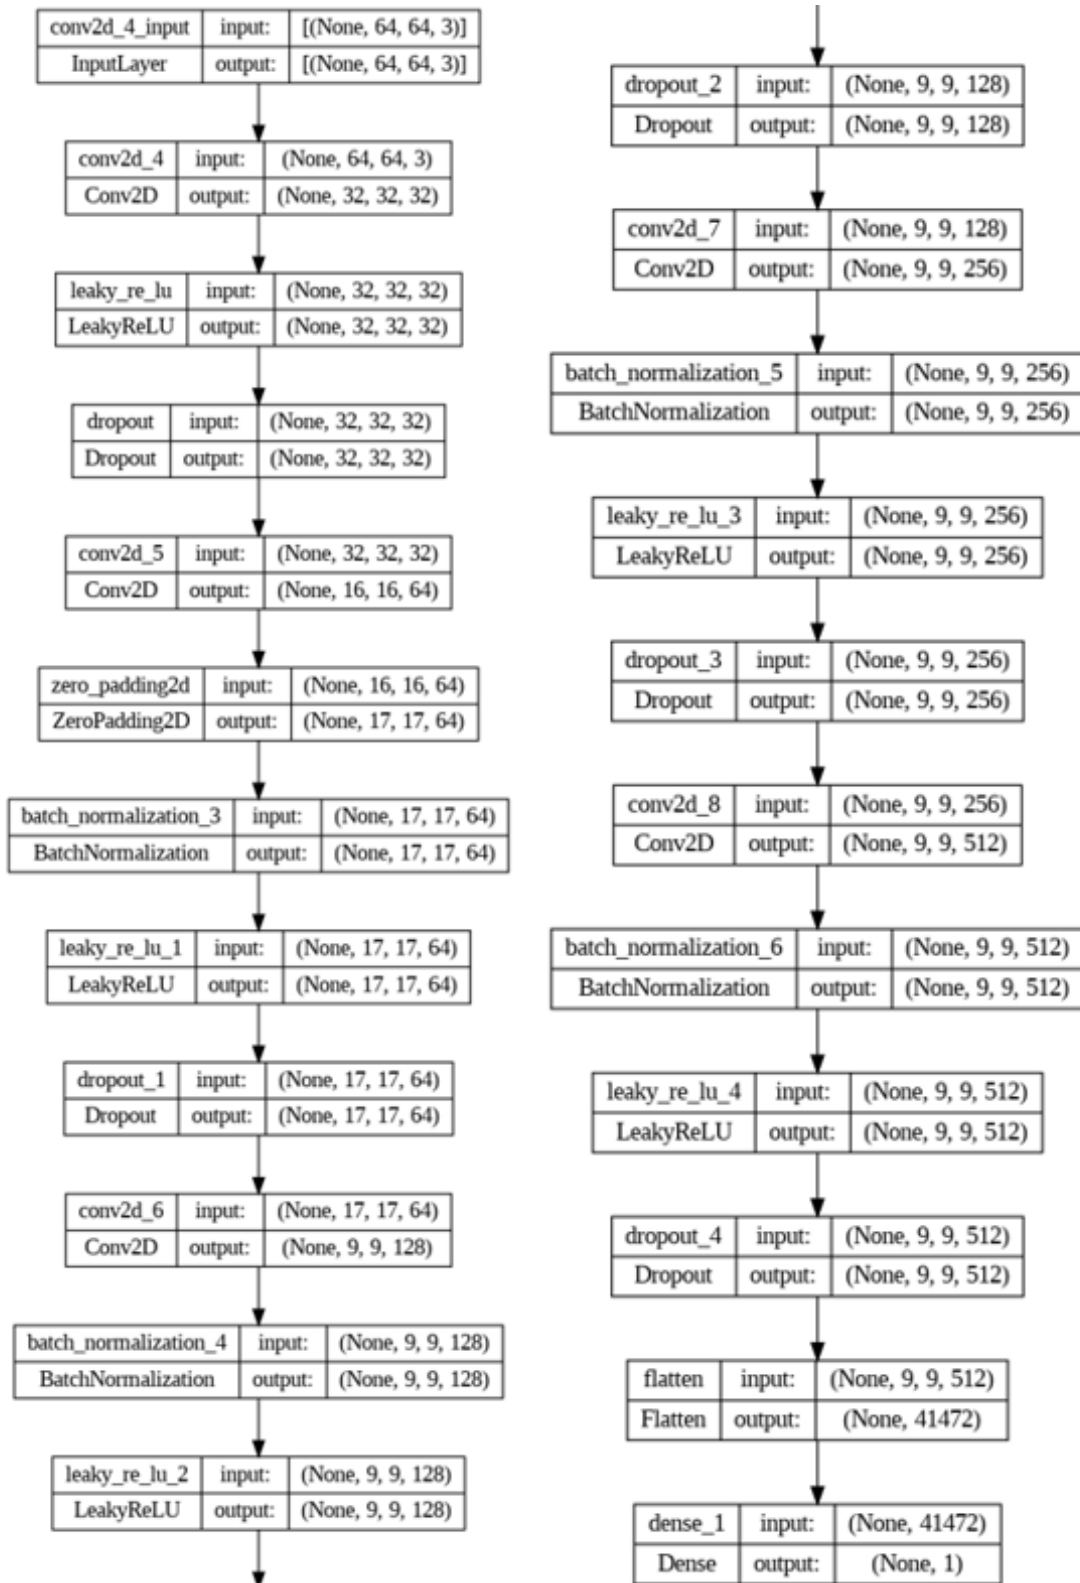 conv2d_4_input input: [(None, 64, 64, 3)]
InputLayer output: [(None, 64, 64, 3)]
conv2d_4 input: (None, 64, 64, 3)
Conv2D output: (None, 32, 32, 32)
leaky_re_lu input: (None, 32, 32, 32)
LeakyReLU output: (None, 32, 32, 32)
dropout input: (None, 32, 32, 32)
Dropout output: (None, 32, 32, 32)
conv2d_5 input: (None, 32, 32, 32)
Conv2D output: (None, 16, 16, 64)
zero_padding2d input: (None, 16, 16, 64)
ZeroPadding2D output: (None, 17, 17, 64)
batch_normalization_3 input: (None, 17, 17, 64)
BatchNormalization output: (None, 17, 17, 64)
leaky_re_lu_1 input: (None, 17, 17, 64)
LeakyReLU output: (None, 17, 17, 64)
dropout_1 input: (None, 17, 17, 64)
Dropout output: (None, 17, 17, 64)
conv2d_6 input: (None, 17, 17, 64)
Conv2D output: (None, 9, 9, 128)
batch_normalization_4 input: (None, 9, 9, 128)
BatchNormalization output: (None, 9, 9, 128)
leaky_re_lu_2 input: (None, 9, 9, 128)
LeakyReLU output: (None, 9, 9, 128)
dropout_2 input: (None, 9, 9, 128)
Dropout output: (None, 9, 9, 128)
conv2d_7 input: (None, 9, 9, 128)
Conv2D output: (None, 9, 9, 256)
batch_normalization_5 input: (None, 9, 9, 256)
BatchNormalization output: (None, 9, 9, 256)
leaky_re_lu_3 input: (None, 9, 9, 256)
LeakyReLU output: (None, 9, 9, 256)
dropout_3 input: (None, 9, 9, 256)
Dropout output: (None, 9, 9, 256)
conv2d_8 input: (None, 9, 9, 256)
Conv2D output: (None, 9, 9, 512)
batch_normalization_6 input: (None, 9, 9, 512)
BatchNormalization output: (None, 9, 9, 512)
leaky_re_lu_4 input: (None, 9, 9, 512)
LeakyReLU output: (None, 9, 9, 512)
dropout_4 input: (None, 9, 9, 512)
Dropout output: (None, 9, 9, 512)
flatten input: (None, 9, 9, 512)
Flatten output: (None, 41472)
dense_1 input: (None, 41472)
Dense output: (None, 1)